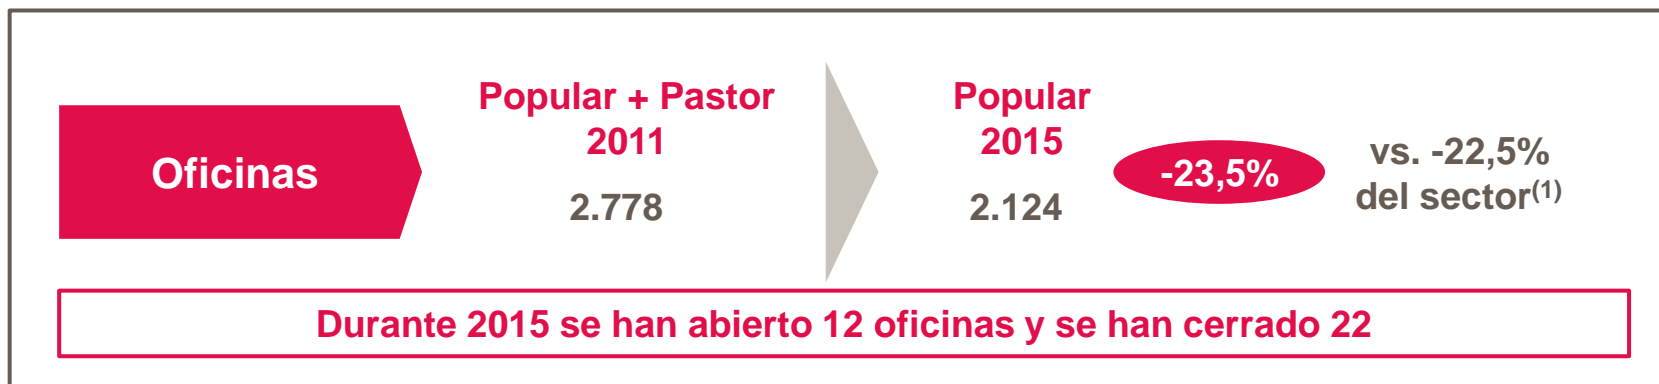 Oficinas
Popular + Pastor
2011
2.778
Popular
2015
2.124
-23,5%
vs. -22,5%
del sector(1)
Durante 2015 se han abierto 12 oficinas y se han cerrado 22